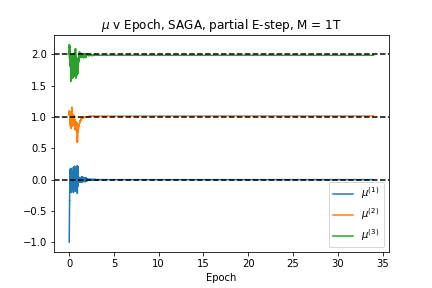 μ v Epoch, SAGA, partial E-step, M = 1T
2.0
1.5
1.0
0.5
0.0
−0.5
−1.0
μ⁽¹⁾
μ⁽²⁾
μ⁽³⁾
0 5 10 15 20 25 30 35
Epoch